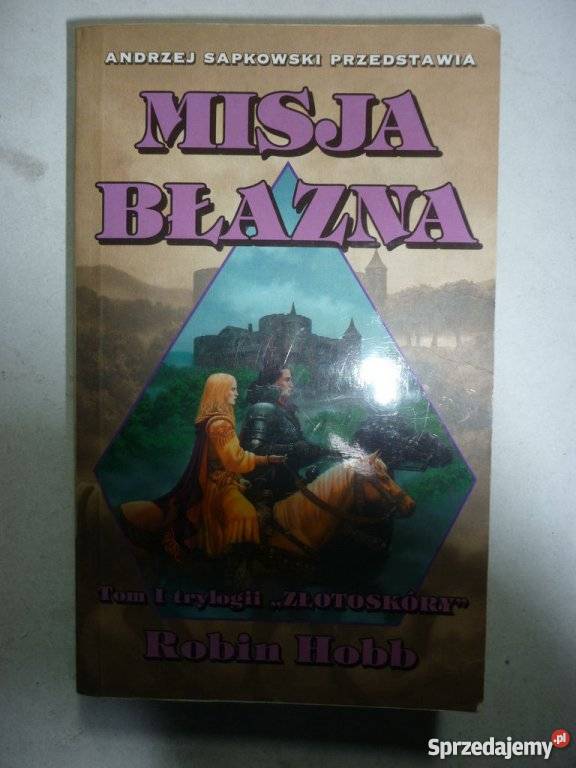 ANDRZEJ SAPKOWSKI PRZEDSTAWIA
MISJA
BŁAZNA
Tom I trylogii „ZŁOTOSKÓRY”
Robin Hobb
Sprzedajemy.pl